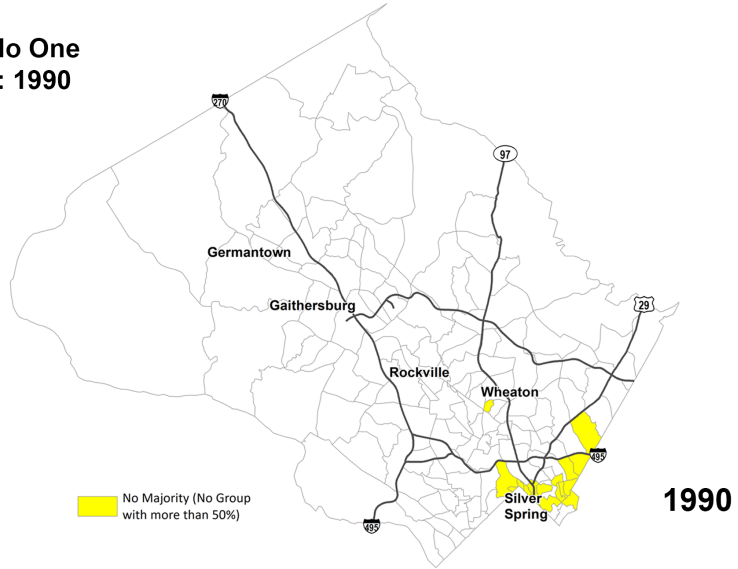 lo One
: 1990
270
97
Germantown
29
Gaithersburg
Rockville
Wheaton
495
Silver
Spring
No Majority (No Group
with more than 50%)
1990
495